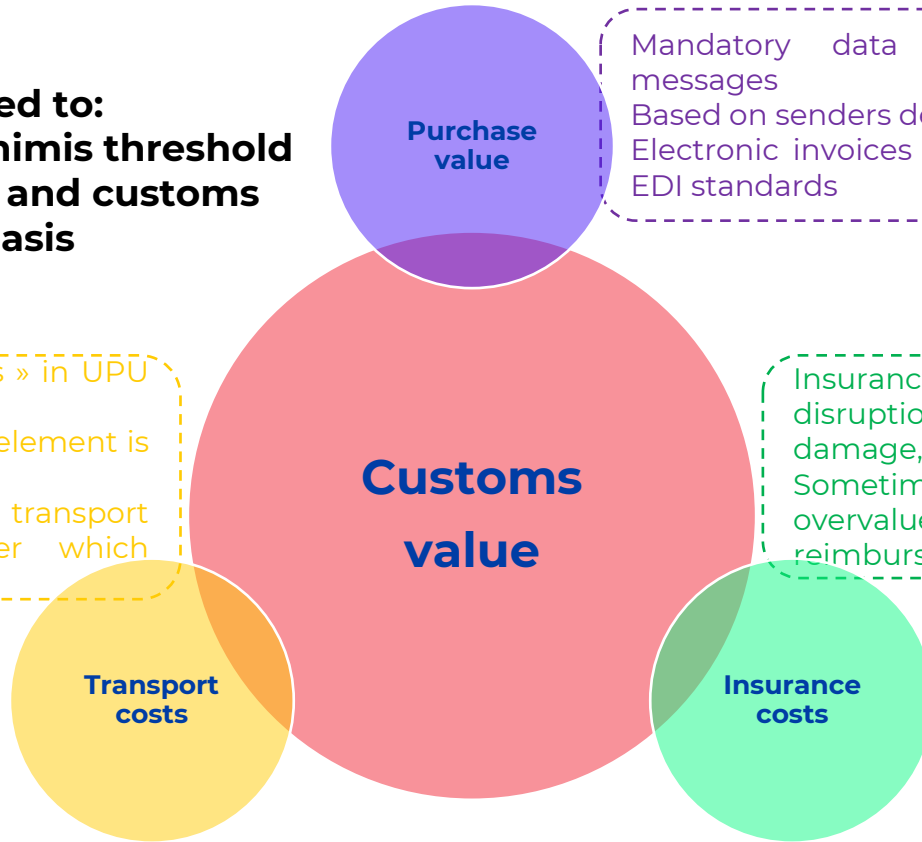 ed to:
nimis threshold
and customs
asis
Purchase
value
Mandatory data
messages
Based on senders de
Electronic invoices
EDI standards
s » in UPU
element is
transport
er which
Customs
value
Insuranc
disruptio
damage,
Sometim
overvalue
reimburs
Transport
costs
Insurance
costs